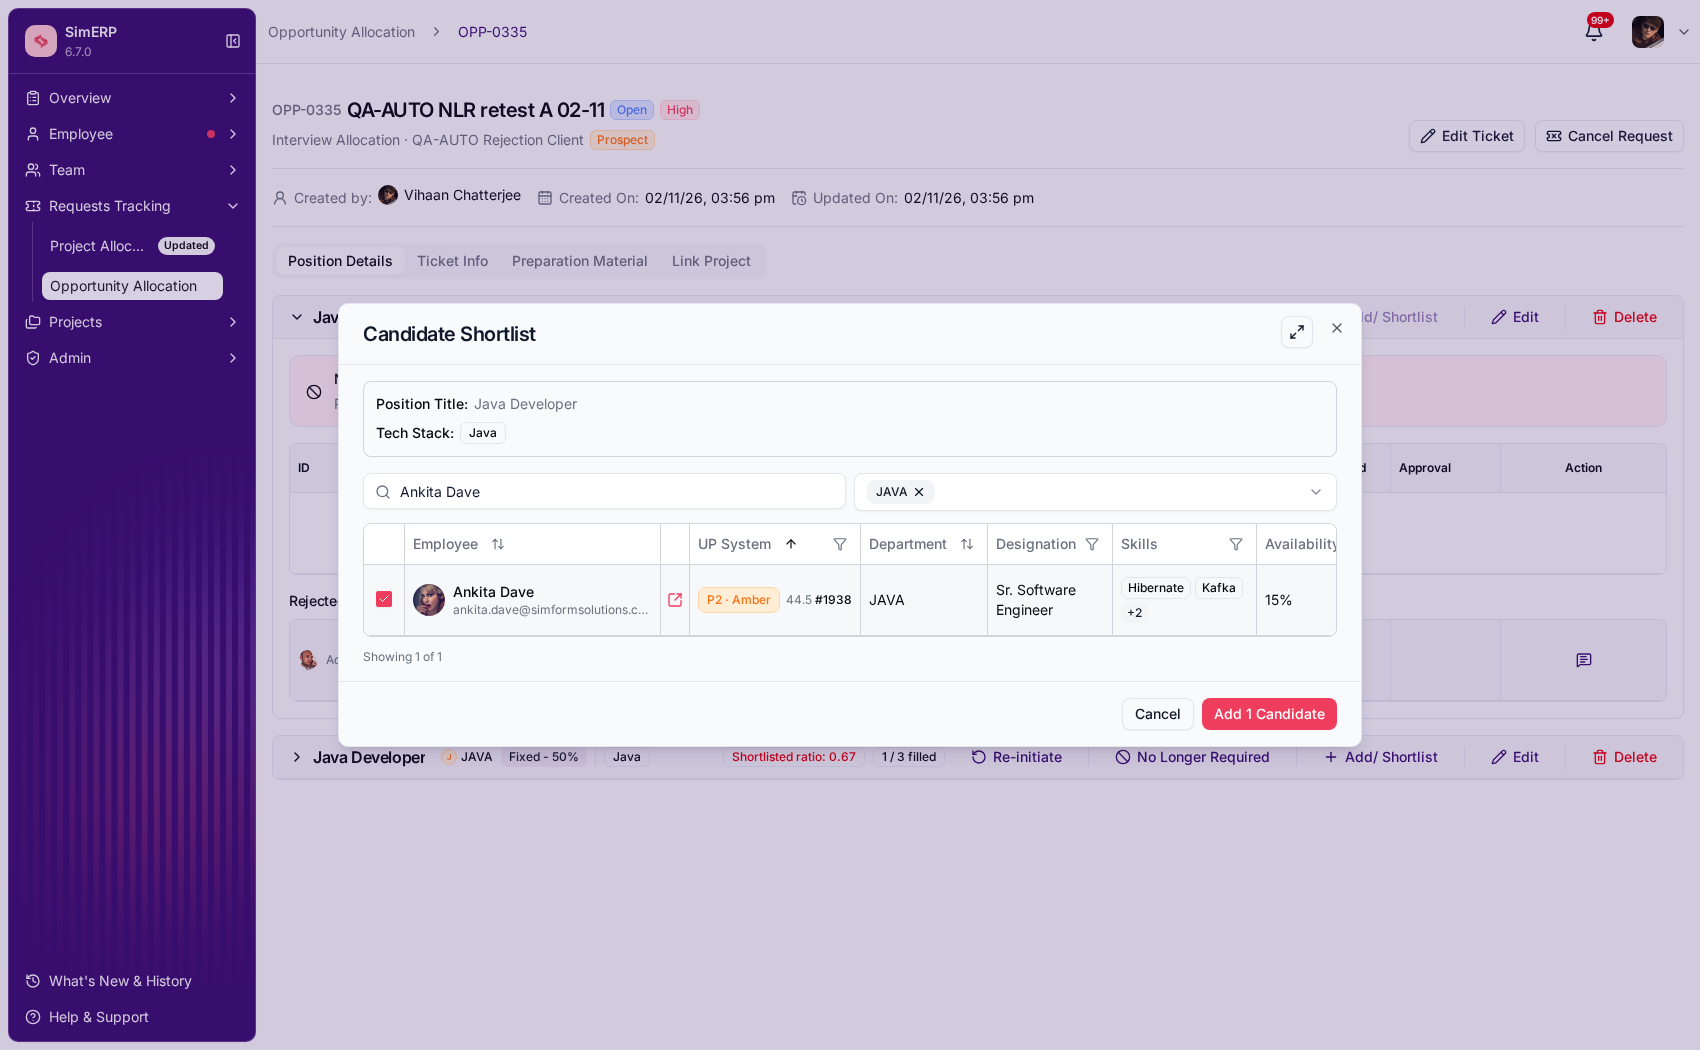 SimERP
6.7.0
Overview
Employee
Team
Requests Tracking
Project Alloc... Updated
Opportunity Allocation
Projects
Admin
What's New & History
Help & Support
Opportunity Allocation OPP-0335
99+
OPP-0335 QA-AUTO NLR retest A 02-11 Open High
Interview Allocation · QA-AUTO Rejection Client Prospect
Edit Ticket Cancel Request
Created by: Vihaan Chatterjee Created On: 02/11/26, 03:56 pm Updated On: 02/11/26, 03:56 pm
Position Details Ticket Info Preparation Material Link Project
Shortlist Edit Delete
ID Approval Action
Candidate Shortlist
Position Title: Java Developer
Tech Stack: Java
Ankita Dave JAVA
Employee UP System Department Designation Skills Availability
Ankita Dave P2 · Amber 44.5 #1938 JAVA Sr. Software Engineer Hibernate Kafka 15%
ankita.dave@simformsolutions.c... +2
Showing 1 of 1
Cancel Add 1 Candidate
Java Developer J JAVA Fixed - 50% Java Shortlisted ratio: 0.67 1 / 3 filled Re-initiate No Longer Required Add/ Shortlist Edit Delete